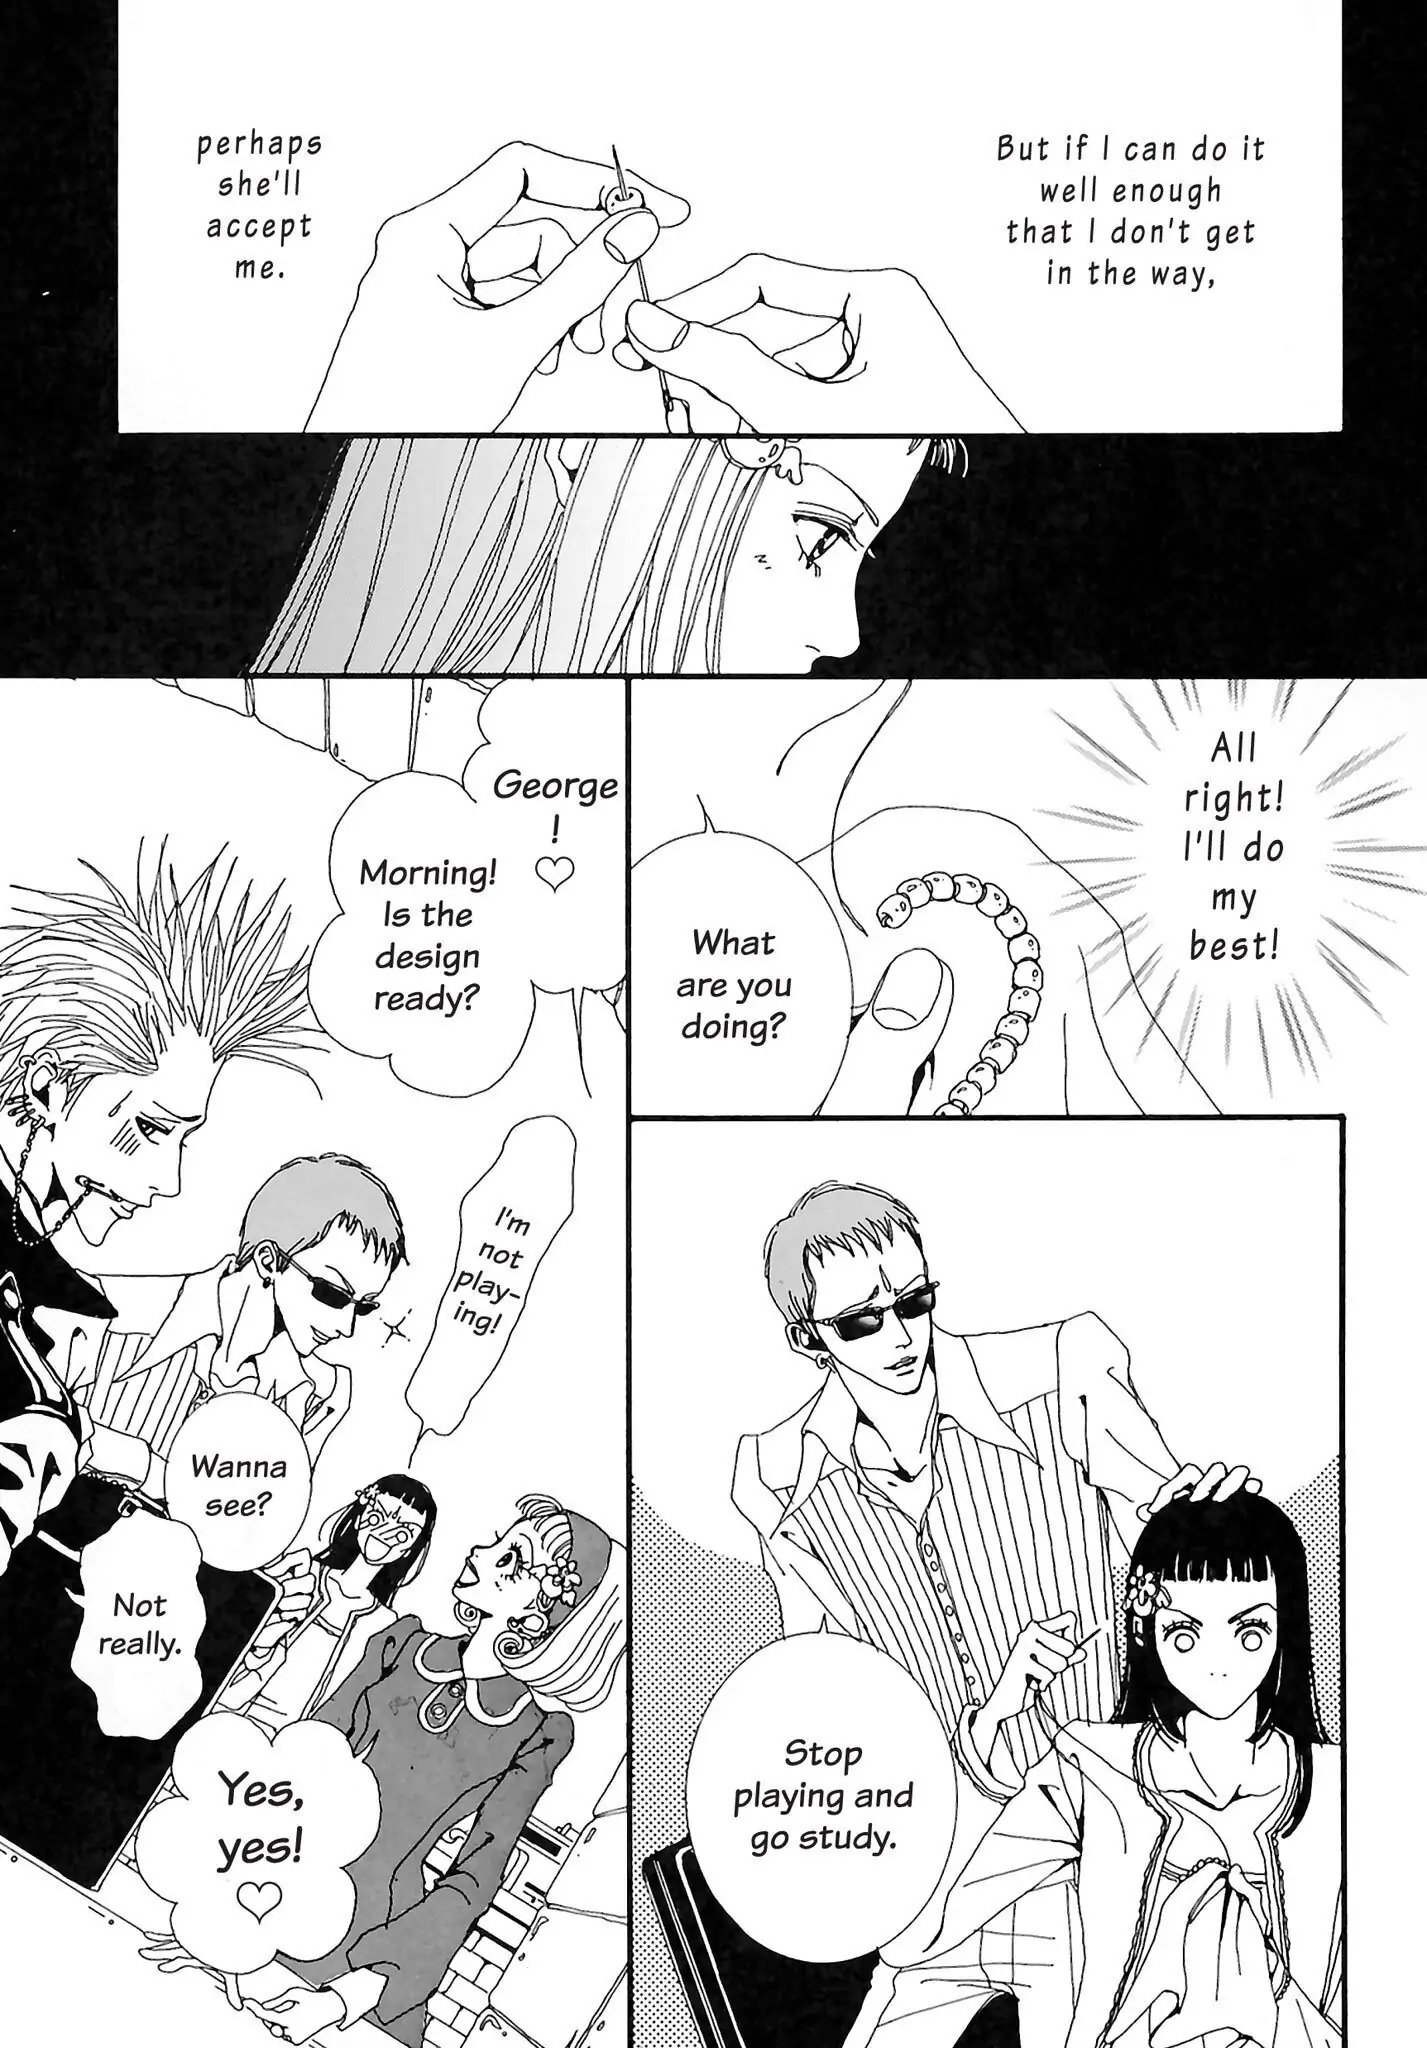 But if I can do it
well enough
that I don't get
in the way,
perhaps
she'll
accept
me.
All
right!
I'll do
my
best!
What
are you
doing?
Stop
playing and
go study.
George
!
♡
Morning!
Is the
design
ready?
I'm
not
play-
ing!
Wanna
see?
Not
really.
Yes,
yes!
♡